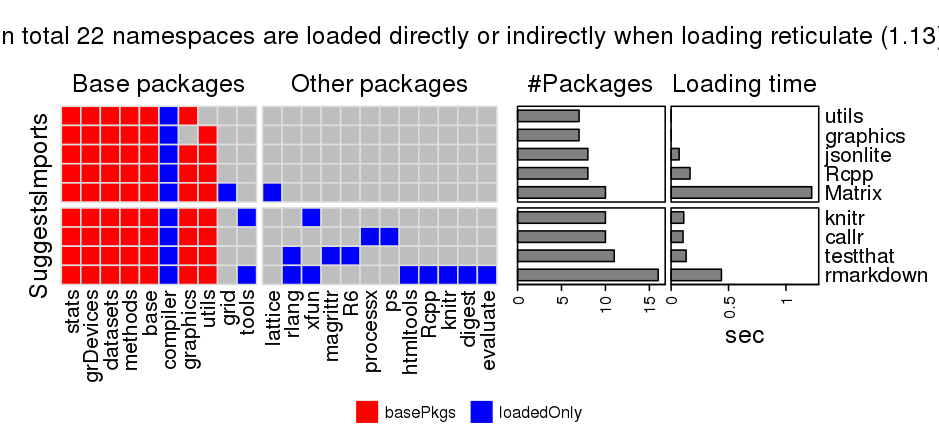 n total 22 namespaces are loaded directly or indirectly when loading reticulate (1.13)
Base packages
Other packages
#Packages
Loading time
Imports
Suggests
utils
graphics
jsonlite
Rcpp
Matrix
knitr
callr
testthat
rmarkdown
stats
grDevices
datasets
methods
base
compiler
graphics
utils
grid
tools
lattice
rlang
xfun
magrittr
R6
processx
ps
htmltools
Rcpp
knitr
digest
evaluate
0 5 10 15
0 0.5 1
sec
basePkgs
loadedOnly